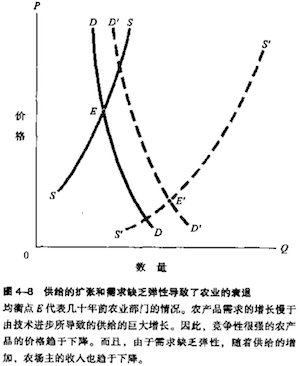 P
D
D'
S
S'
价
格
E
E'
S
S'
D
D'
0
Q
数 量
图 4-8 供给的扩张和需求缺乏弹性导致了农业的衰退
均衡点 E 代表几十年前农业部门的情况。农产品需求的增长慢于
由技术进步所导致的供给的巨大增长。因此，竞争性很强的农产
品的价格趋于下降。而且，由于需求缺乏弹性，随着供给的增
加，农场主的收入也趋于下降。